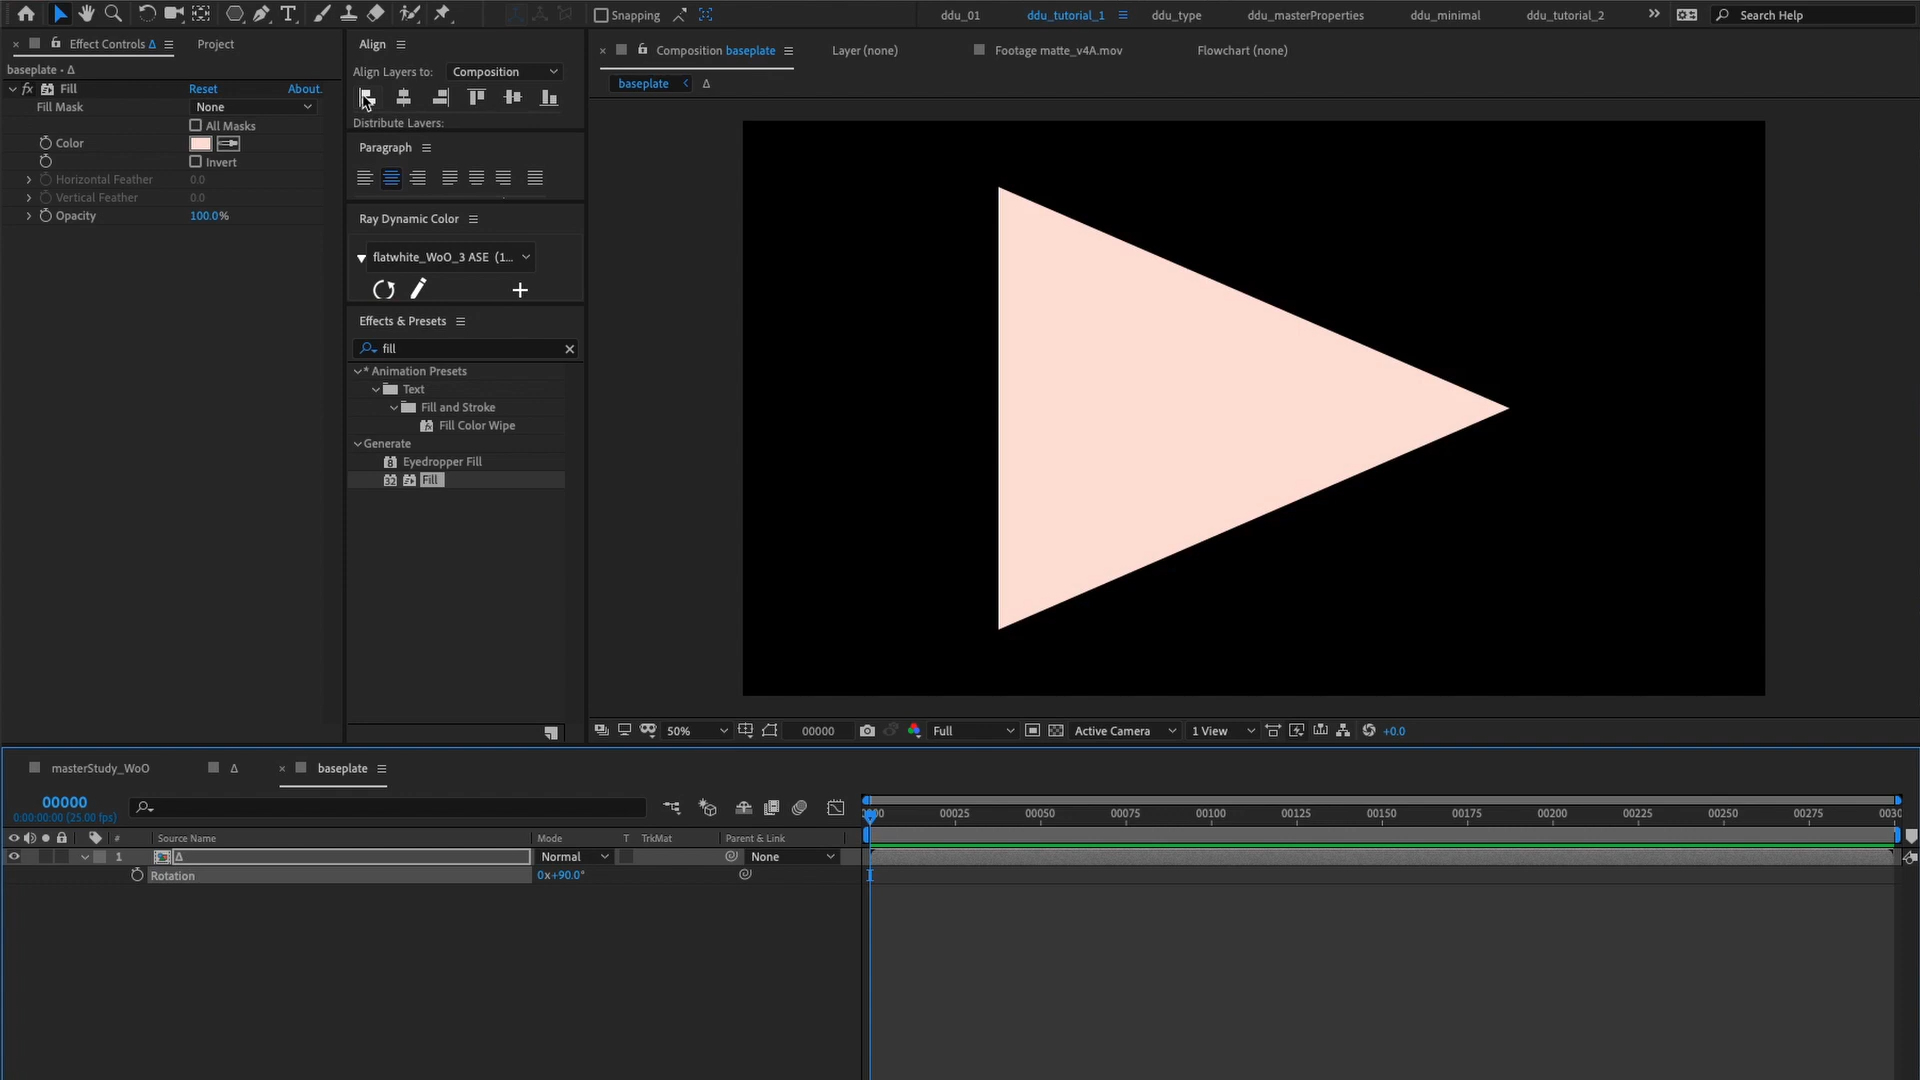 Snapping
ddu_01
ddu_tutorial_1
ddu_type
ddu_masterProperties
ddu_minimal
ddu_tutorial_2
Search Help
Effect Controls Δ
Project
baseplate • Δ
fx Fill
Reset
About.
Fill Mask
None
All Masks
Color
Invert
Horizontal Feather
0.0
Vertical Feather
0.0
Opacity
100.0%
Align
Align Layers to:
Composition
Distribute Layers:
Paragraph
Ray Dynamic Color
flatwhite_WoO_3 ASE (1...
Effects & Presets
fill
* Animation Presets
Text
Fill and Stroke
Fill Color Wipe
Generate
Eyedropper Fill
Fill
Composition baseplate
Layer (none)
Footage matte_v4A.mov
Flowchart (none)
baseplate
Δ
50%
00000
Full
Active Camera
1 View
+0.0
masterStudy_WoO
Δ
baseplate
00000
0:00:00:00 (25.00 fps)
#
Source Name
Mode
T
TrkMat
Parent & Link
1
Δ
Normal
None
Rotation
0x+90.0°
00025
00050
00075
00100
00125
00150
00175
00200
00225
00250
00275